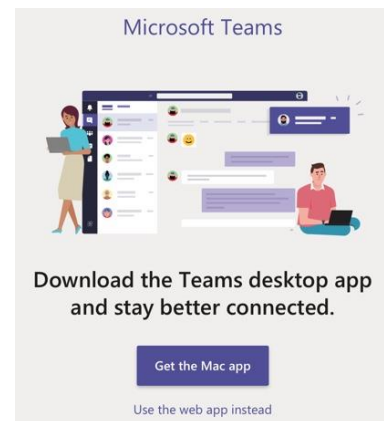 Microsoft Teams
Download the Teams desktop app
and stay better connected.
Get the Mac app
Use the web app instead